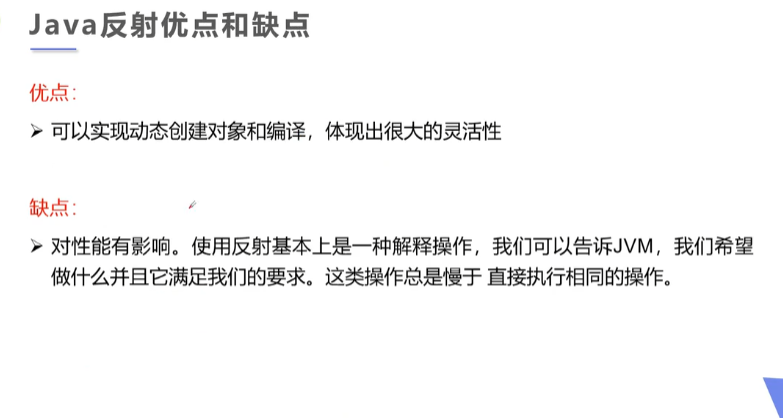 Java反射优点和缺点
优点：
➢ 可以实现动态创建对象和编译，体现出很大的灵活性
缺点：
➢ 对性能有影响。使用反射基本上是一种解释操作，我们可以告诉JVM，我们希望
做什么并且它满足我们的要求。这类操作总是慢于 直接执行相同的操作。